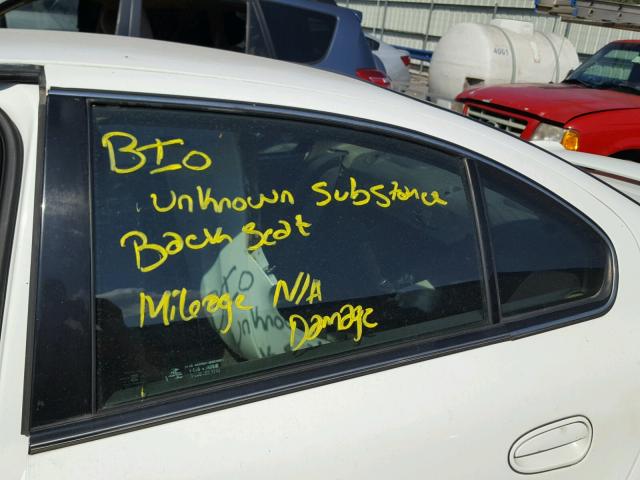 BIO
unknown Substance
Back Seat
Mileage N/A
Damage